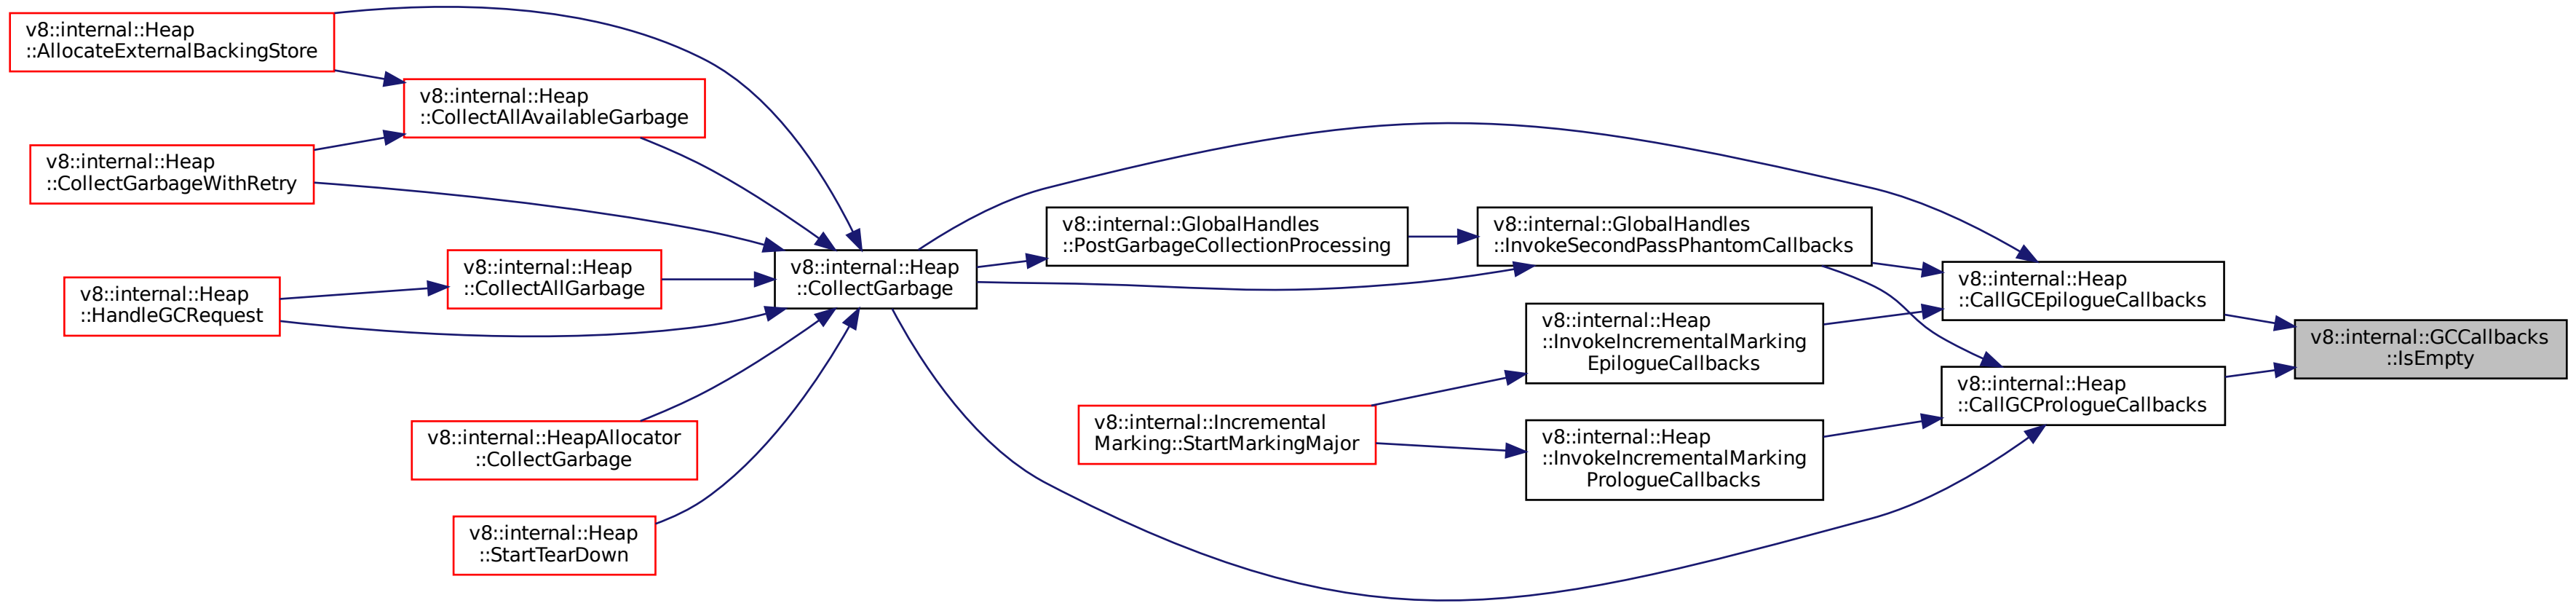 v8::internal::Heap
::AllocateExternalBackingStore
v8::internal::Heap
::CollectAllAvailableGarbage
v8::internal::Heap
::CollectGarbageWithRetry
v8::internal::Heap
::HandleGCRequest
v8::internal::Heap
::CollectAllGarbage
v8::internal::HeapAllocator
::CollectGarbage
v8::internal::Heap
::StartTearDown
v8::internal::Heap
::CollectGarbage
v8::internal::GlobalHandles
::PostGarbageCollectionProcessing
v8::internal::Incremental
Marking::StartMarkingMajor
v8::internal::GlobalHandles
::InvokeSecondPassPhantomCallbacks
v8::internal::Heap
::InvokeIncrementalMarking
EpilogueCallbacks
v8::internal::Heap
::InvokeIncrementalMarking
PrologueCallbacks
v8::internal::Heap
::CallGCEpilogueCallbacks
v8::internal::Heap
::CallGCPrologueCallbacks
v8::internal::GCCallbacks
::IsEmpty